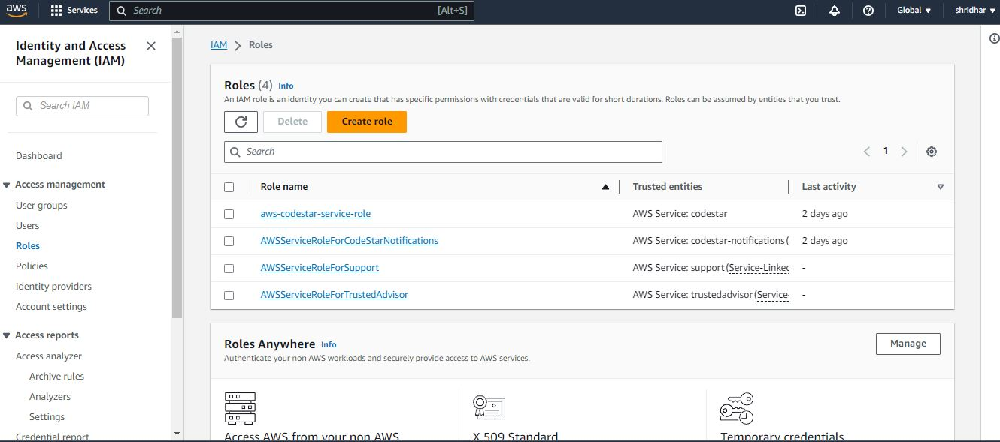 aws
Services
Search [Alt+S]
Global
shridhar
Identity and Access
Management (IAM)
Search IAM
Dashboard
Access management
User groups
Users
Roles
Policies
Identity providers
Account settings
Access reports
Access analyzer
Archive rules
Analyzers
Settings
Credential report
IAM > Roles
Roles (4) Info
An IAM role is an identity you can create that has specific permissions with credentials that are valid for short durations. Roles can be assumed by entities that you trust.
Delete
Create role
Search
1
Role name Trusted entities Last activity
aws-codestar-service-role AWS Service: codestar 2 days ago
AWSServiceRoleForCodeStarNotifications AWS Service: codestar-notifications ( 2 days ago
AWSServiceRoleForSupport AWS Service: support (Service-Linked -
AWSServiceRoleForTrustedAdvisor AWS Service: trustedadvisor (Service- -
Roles Anywhere Info
Authenticate your non AWS workloads and securely provide access to AWS services.
Manage
Access AWS from your non AWS
X.509 Standard
Temporary credentials